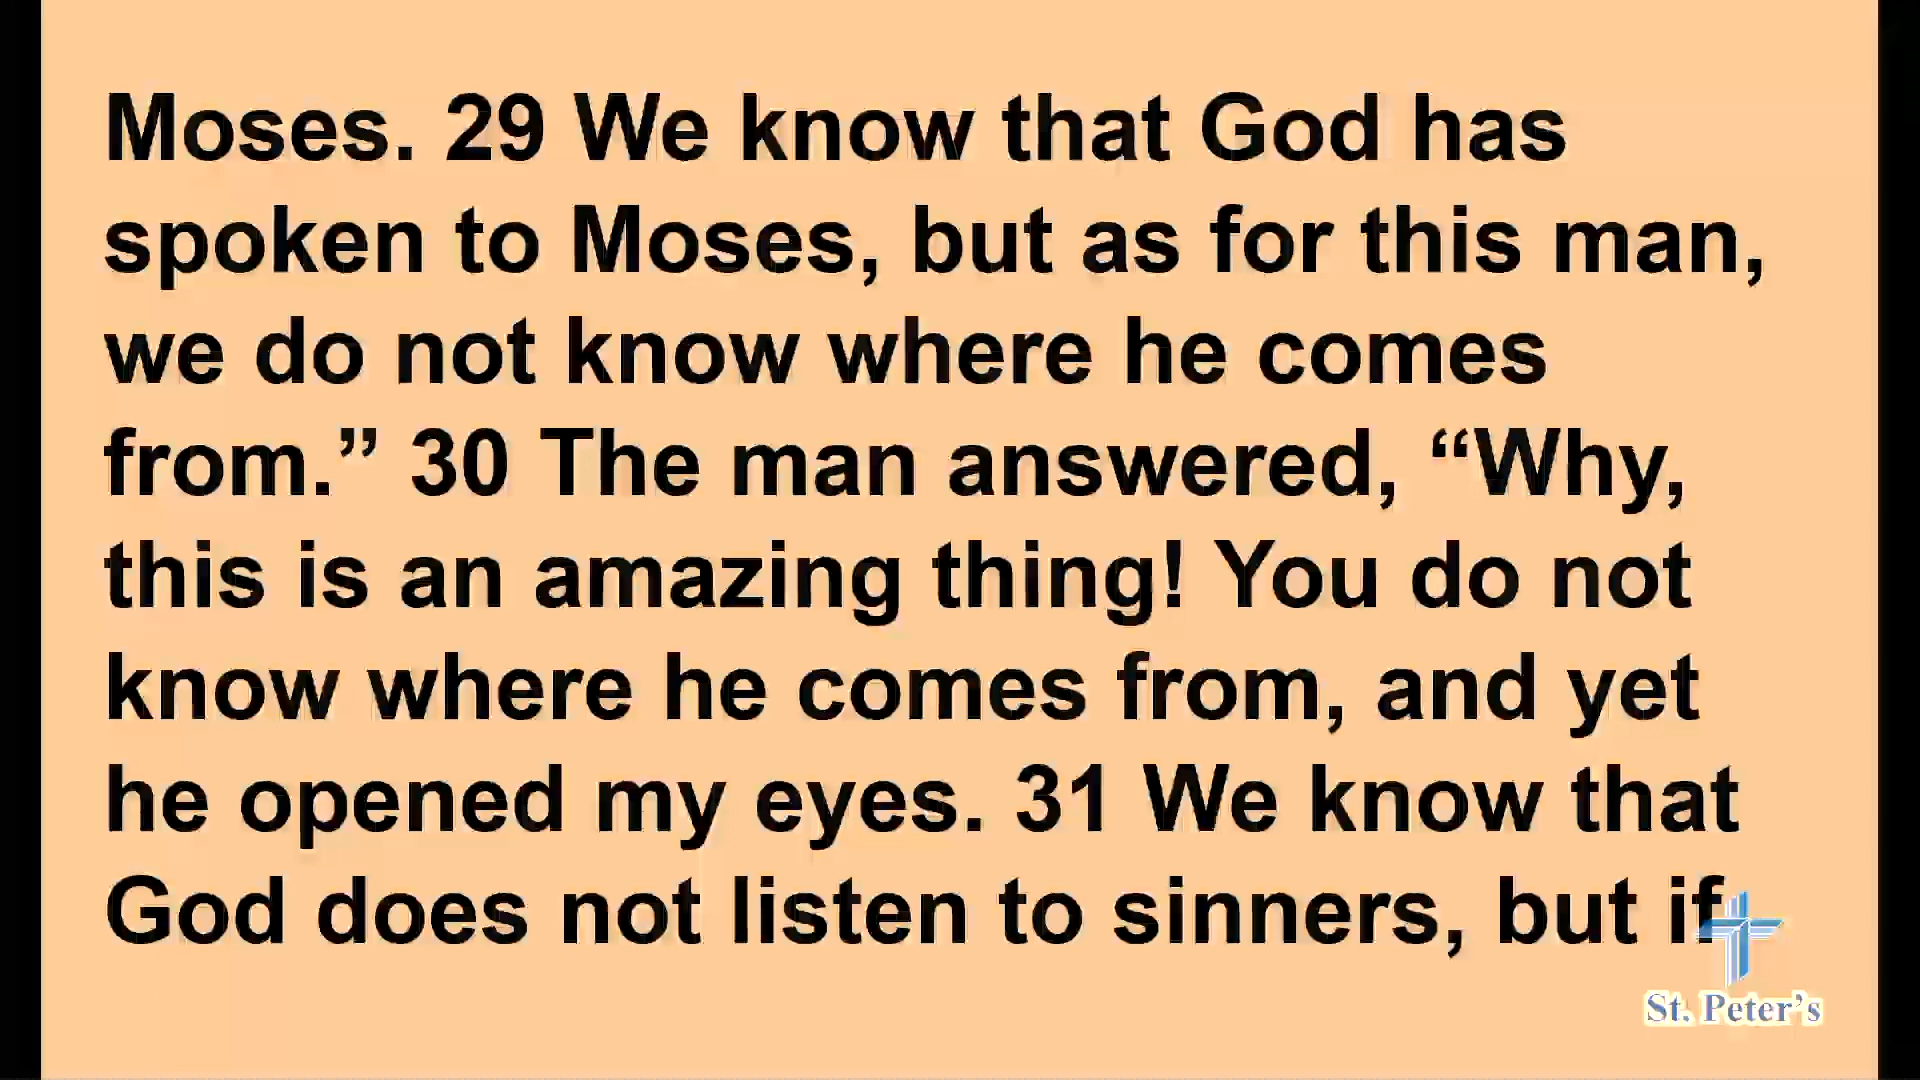 Moses. 29 We know that God has
spoken to Moses, but as for this man,
we do not know where he comes
from.” 30 The man answered, “Why,
this is an amazing thing! You do not
know where he comes from, and yet
he opened my eyes. 31 We know that
God does not listen to sinners, but if
St. Peter’s